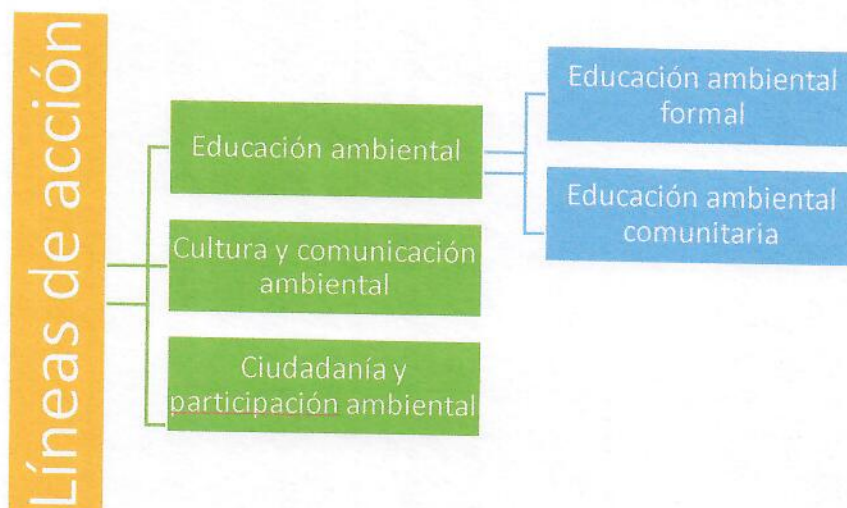 Líneas de acción
Educación ambiental
Cultura y comunicación
ambiental
Ciudadanía y
participación ambiental
Educación ambiental
formal
Educación ambiental
comunitaria